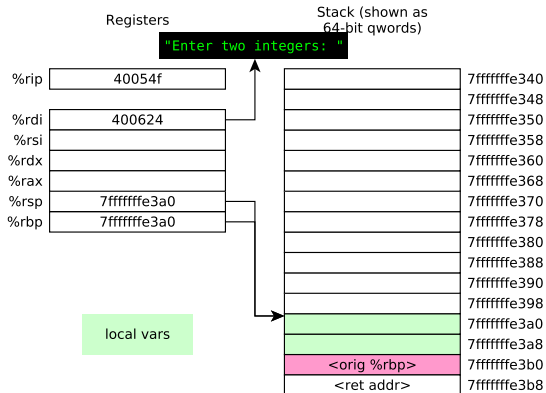 Registers
Stack (shown as
64-bit qwords)
"Enter two integers: "
%rip 40054f
7fffffffe340
7fffffffe348
%rdi 400624
7fffffffe350
%rsi
7fffffffe358
%rdx
7fffffffe360
%rax
7fffffffe368
%rsp 7fffffffe3a0
7fffffffe370
%rbp 7fffffffe3a0
7fffffffe378
7fffffffe380
7fffffffe388
7fffffffe390
7fffffffe398
7fffffffe3a0
local vars
7fffffffe3a8
<orig %rbp> 7fffffffe3b0
<ret addr> 7fffffffe3b8